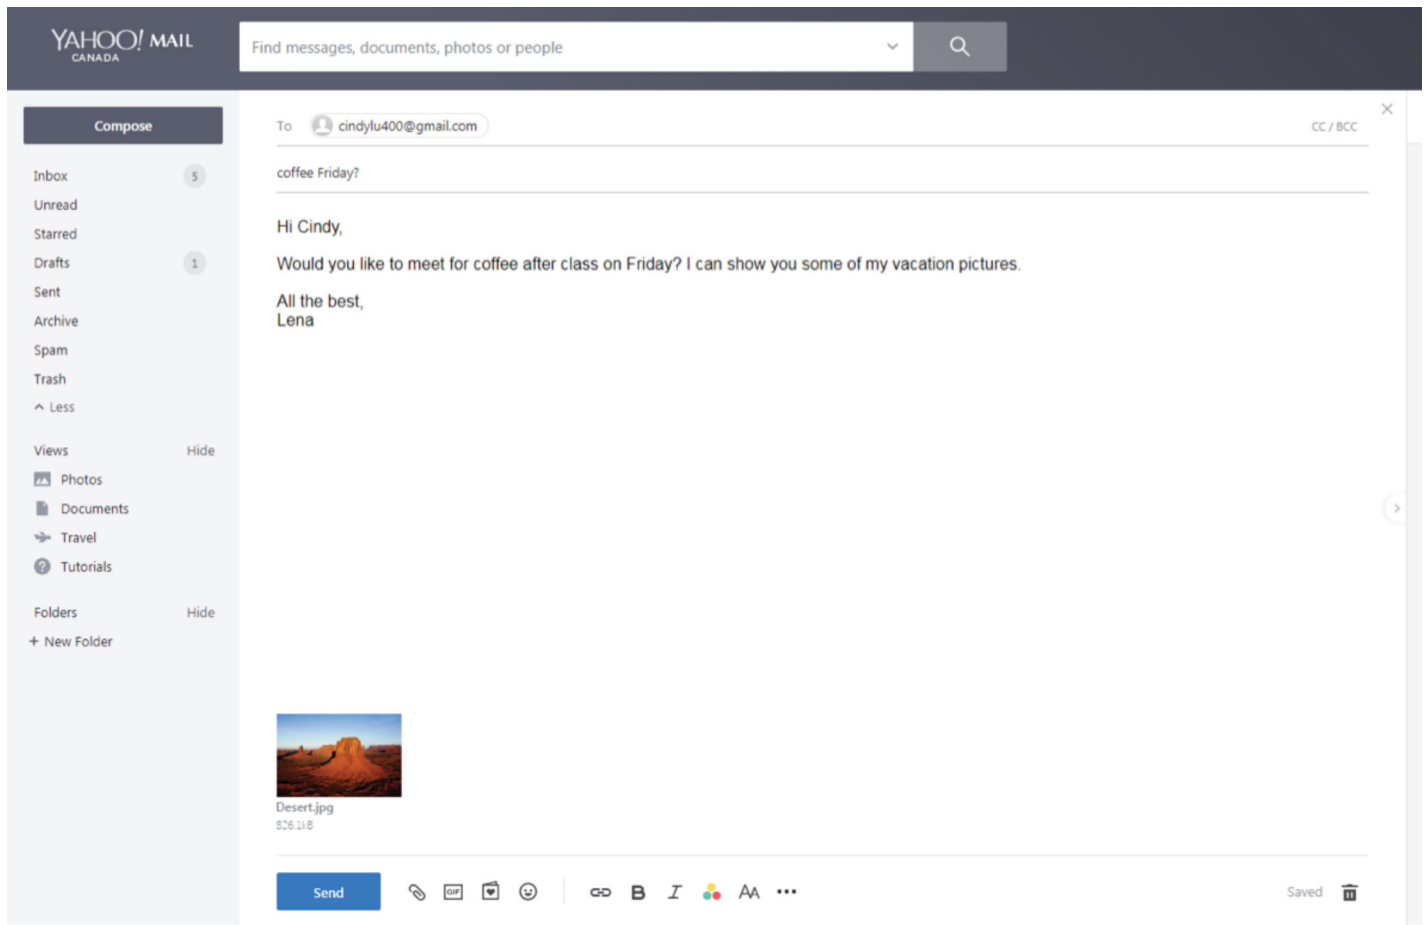 YAHOO! MAIL
CANADA
Find messages, documents, photos or people
Compose
To cindylu400@gmail.com CC / BCC
coffee Friday?
Inbox 5
Unread
Starred
Drafts 1
Sent
Archive
Spam
Trash
Less
Views Hide
Photos
Documents
Travel
Tutorials
Folders Hide
+ New Folder
Hi Cindy,
Would you like to meet for coffee after class on Friday? I can show you some of my vacation pictures.
All the best,
Lena
Desert.jpg
826.1kB
Send GIF B I AA Saved